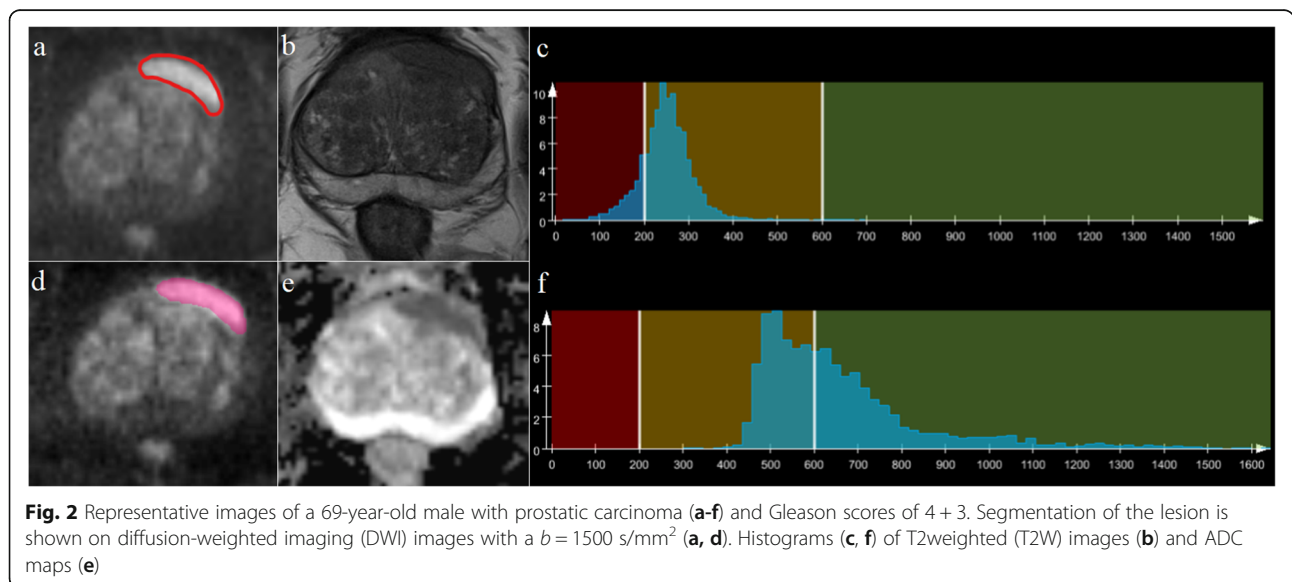 a
b
c
10
8
6
4
2
0
0 100 200 300 400 500 600 700 800 900 1000 1100 1200 1300 1400 1500
d
e
f
8
6
4
2
0
0 100 200 300 400 500 600 700 800 900 1000 1100 1200 1300 1400 1500 1600
Fig. 2 Representative images of a 69-year-old male with prostatic carcinoma (a-f) and Gleason scores of 4 + 3. Segmentation of the lesion is
shown on diffusion-weighted imaging (DWI) images with a b = 1500 s/mm² (a, d). Histograms (c, f) of T2weighted (T2W) images (b) and ADC
maps (e)